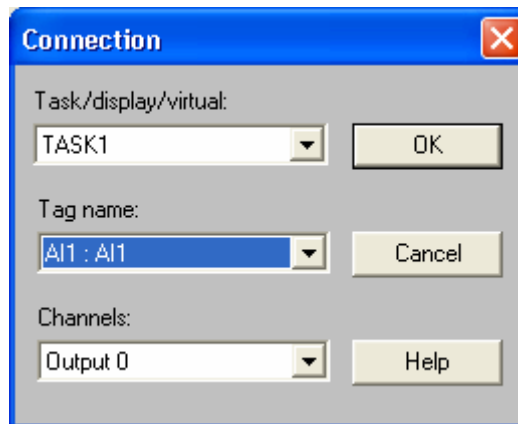 Connection
Task/display/virtual:
TASK1
OK
Tag name:
AI1 : AI1
Cancel
Channels:
Output 0
Help